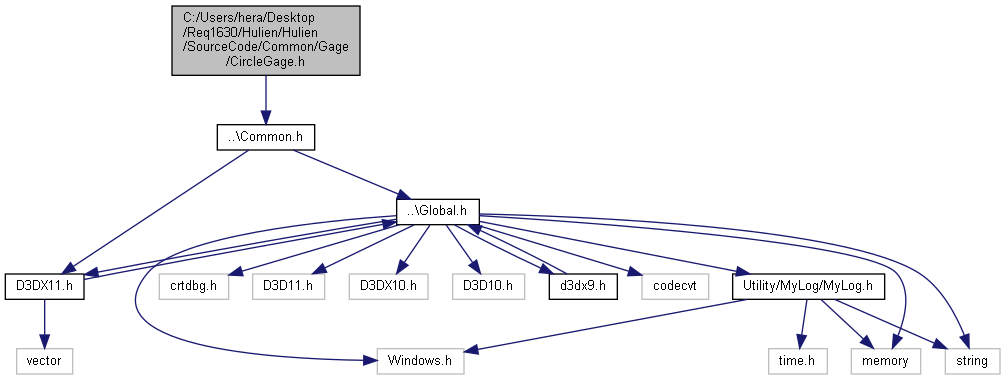 C:/Users/hera/Desktop
/Req1630/Hulien/Hulien
/SourceCode/Common/Gage
/CircleGage.h
..\Common.h
..\Global.h
D3DX11.h
crtdbg.h
D3D11.h
D3DX10.h
D3D10.h
d3dx9.h
codecvt
Utility/MyLog/MyLog.h
vector
Windows.h
time.h
memory
string